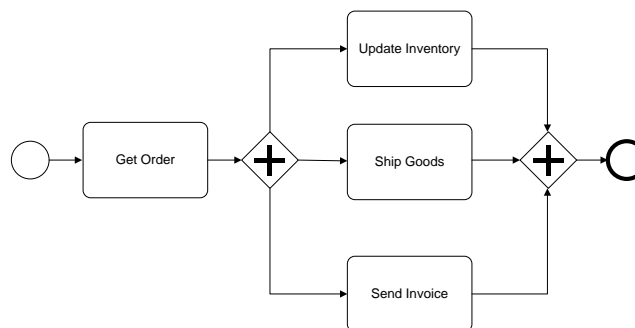 Update Inventory
Get Order
Ship Goods
Send Invoice